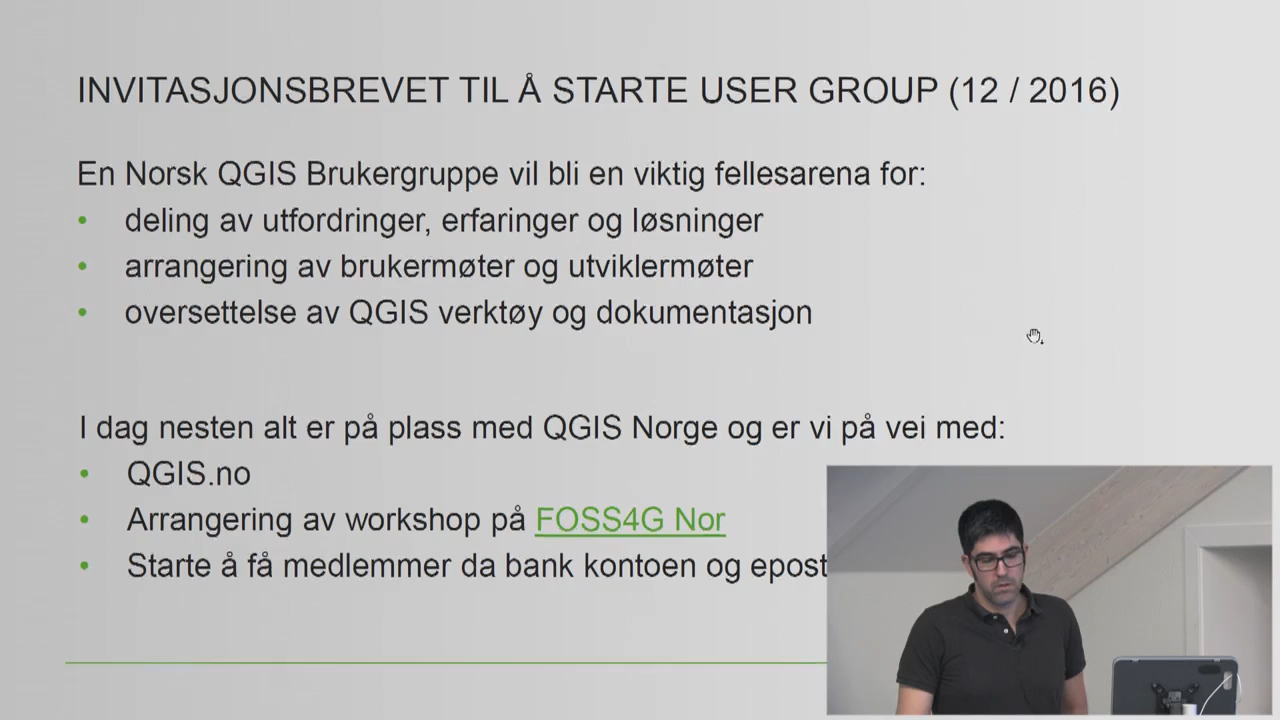 INVITASJONSBREVET TIL Å STARTE USER GROUP (12 / 2016)
En Norsk QGIS Brukergruppe vil bli en viktig fellesarena for:
• deling av utfordringer, erfaringer og løsninger
• arrangering av brukermøter og utviklermøter
• oversettelse av QGIS verktøy og dokumentasjon
I dag nesten alt er på plass med QGIS Norge og er vi på vei med:
• QGIS.no
• Arrangering av workshop på FOSS4G Nor
• Starte å få medlemmer da bank kontoen og epost